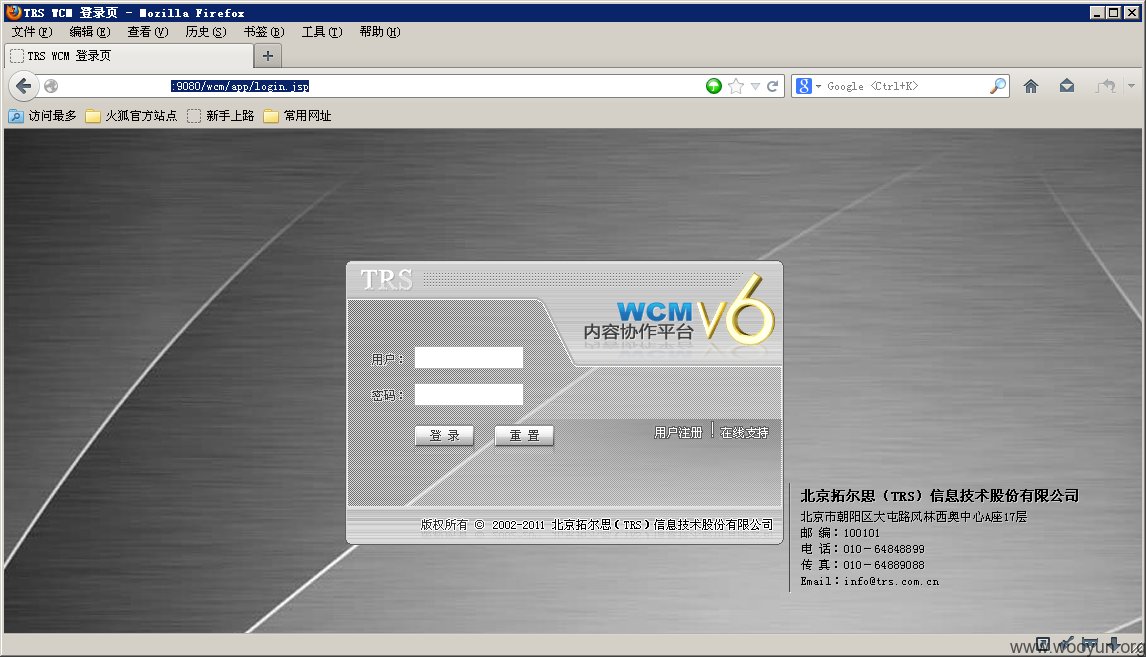 TRS WCM 登录页 - Mozilla Firefox
文件(F) 编辑(E) 查看(V) 历史(S) 书签(B) 工具(T) 帮助(H)
TRS WCM 登录页
:9080/wcm/app/login.jsp
Google <Ctrl+K>
访问最多 火狐官方站点 新手上路 常用网址
TRS
WCM V6
内容协作平台
用户：
密码：
登 录 重 置
用户注册 在线支持
版权所有 © 2002-2011 北京拓尔思(TRS)信息技术股份有限公司
北京拓尔思（TRS）信息技术股份有限公司
北京市朝阳区大屯路风林西奥中心A座17层
邮 编：100101
电 话：010－64848899
传 真：010－64889088
Email：info@trs.com.cn
www.wooyun.org